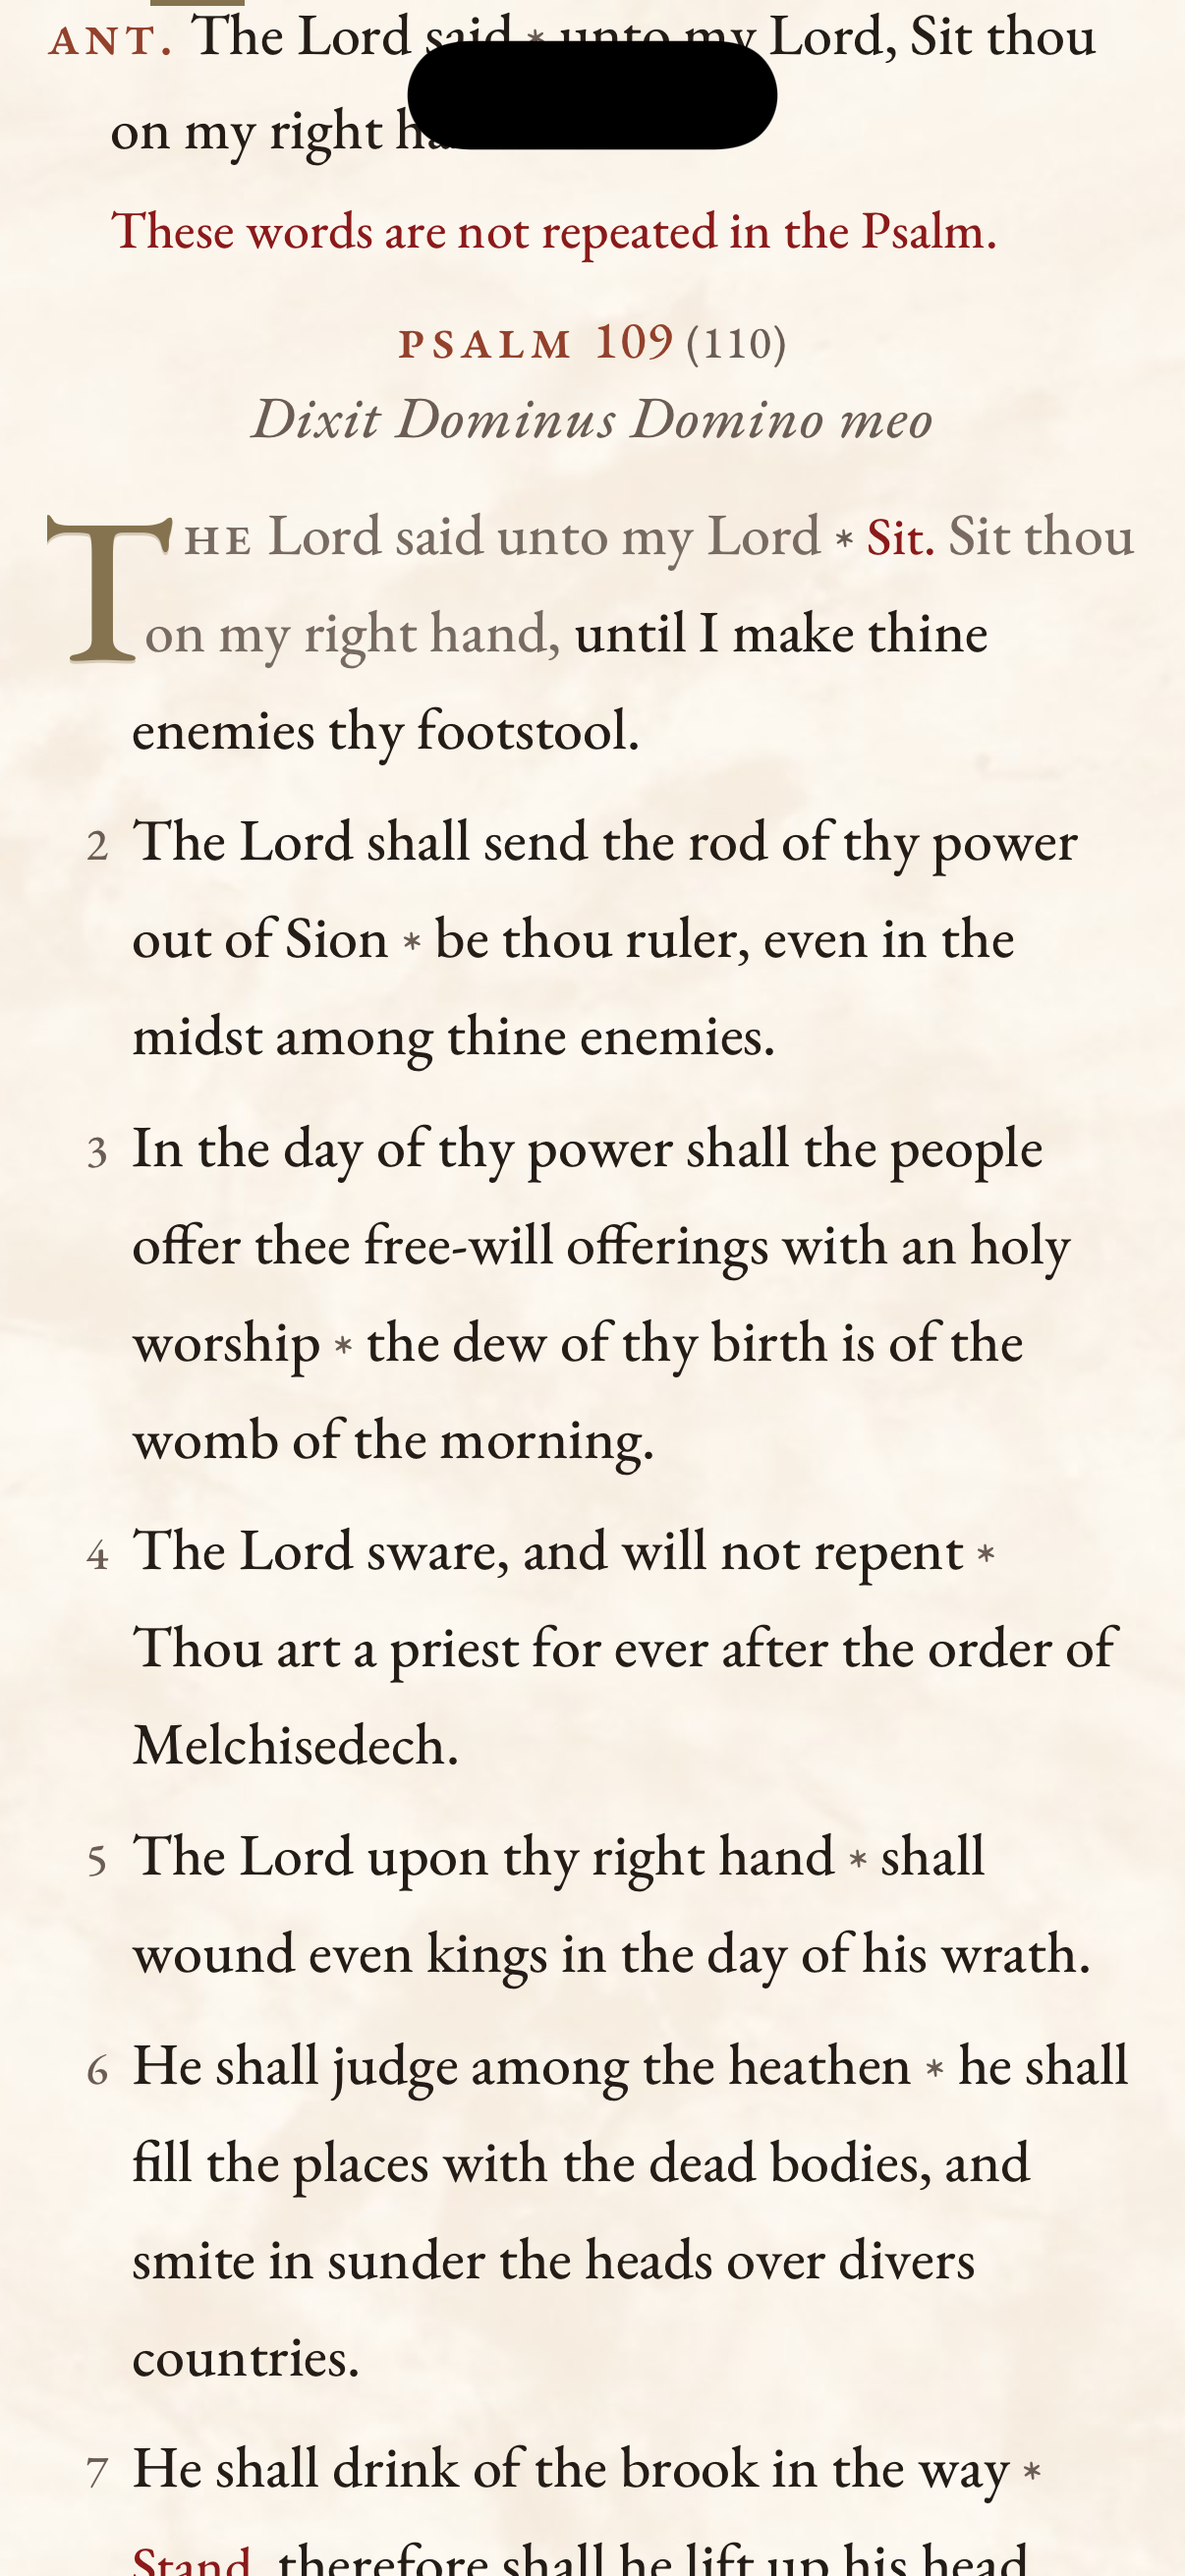 ANT. The Lord said * unto my Lord, Sit thou
on my right
These words are not repeated in the Psalm.
PSALM 109 (110)
Dixit Dominus Domino meo
THE Lord said unto my Lord * Sit. Sit thou
on my right hand, until I make thine
enemies thy footstool.
2 The Lord shall send the rod of thy power
out of Sion * be thou ruler, even in the
midst among thine enemies.
3 In the day of thy power shall the people
offer thee free-will offerings with an holy
worship * the dew of thy birth is of the
womb of the morning.
4 The Lord sware, and will not repent *
Thou art a priest for ever after the order of
Melchisedech.
5 The Lord upon thy right hand * shall
wound even kings in the day of his wrath.
6 He shall judge among the heathen * he shall
fill the places with the dead bodies, and
smite in sunder the heads over divers
countries.
7 He shall drink of the brook in the way *
Stand. therefore shall he lift up his head